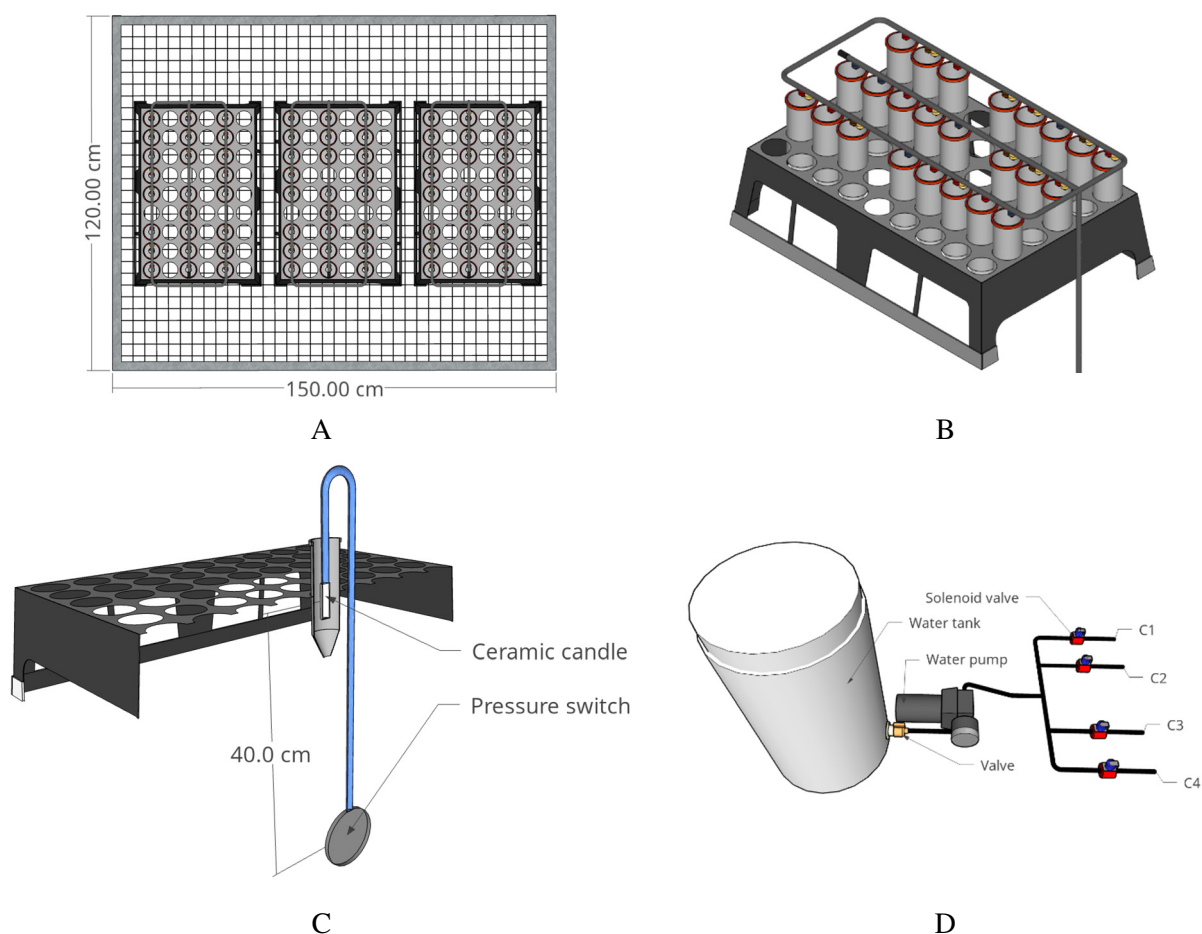 120.00 cm
150.00 cm
A
B
Ceramic candle
Pressure switch
40.0 cm
C
Solenoid valve
Water tank
Water pump
Valve
C1
C2
C3
C4
D